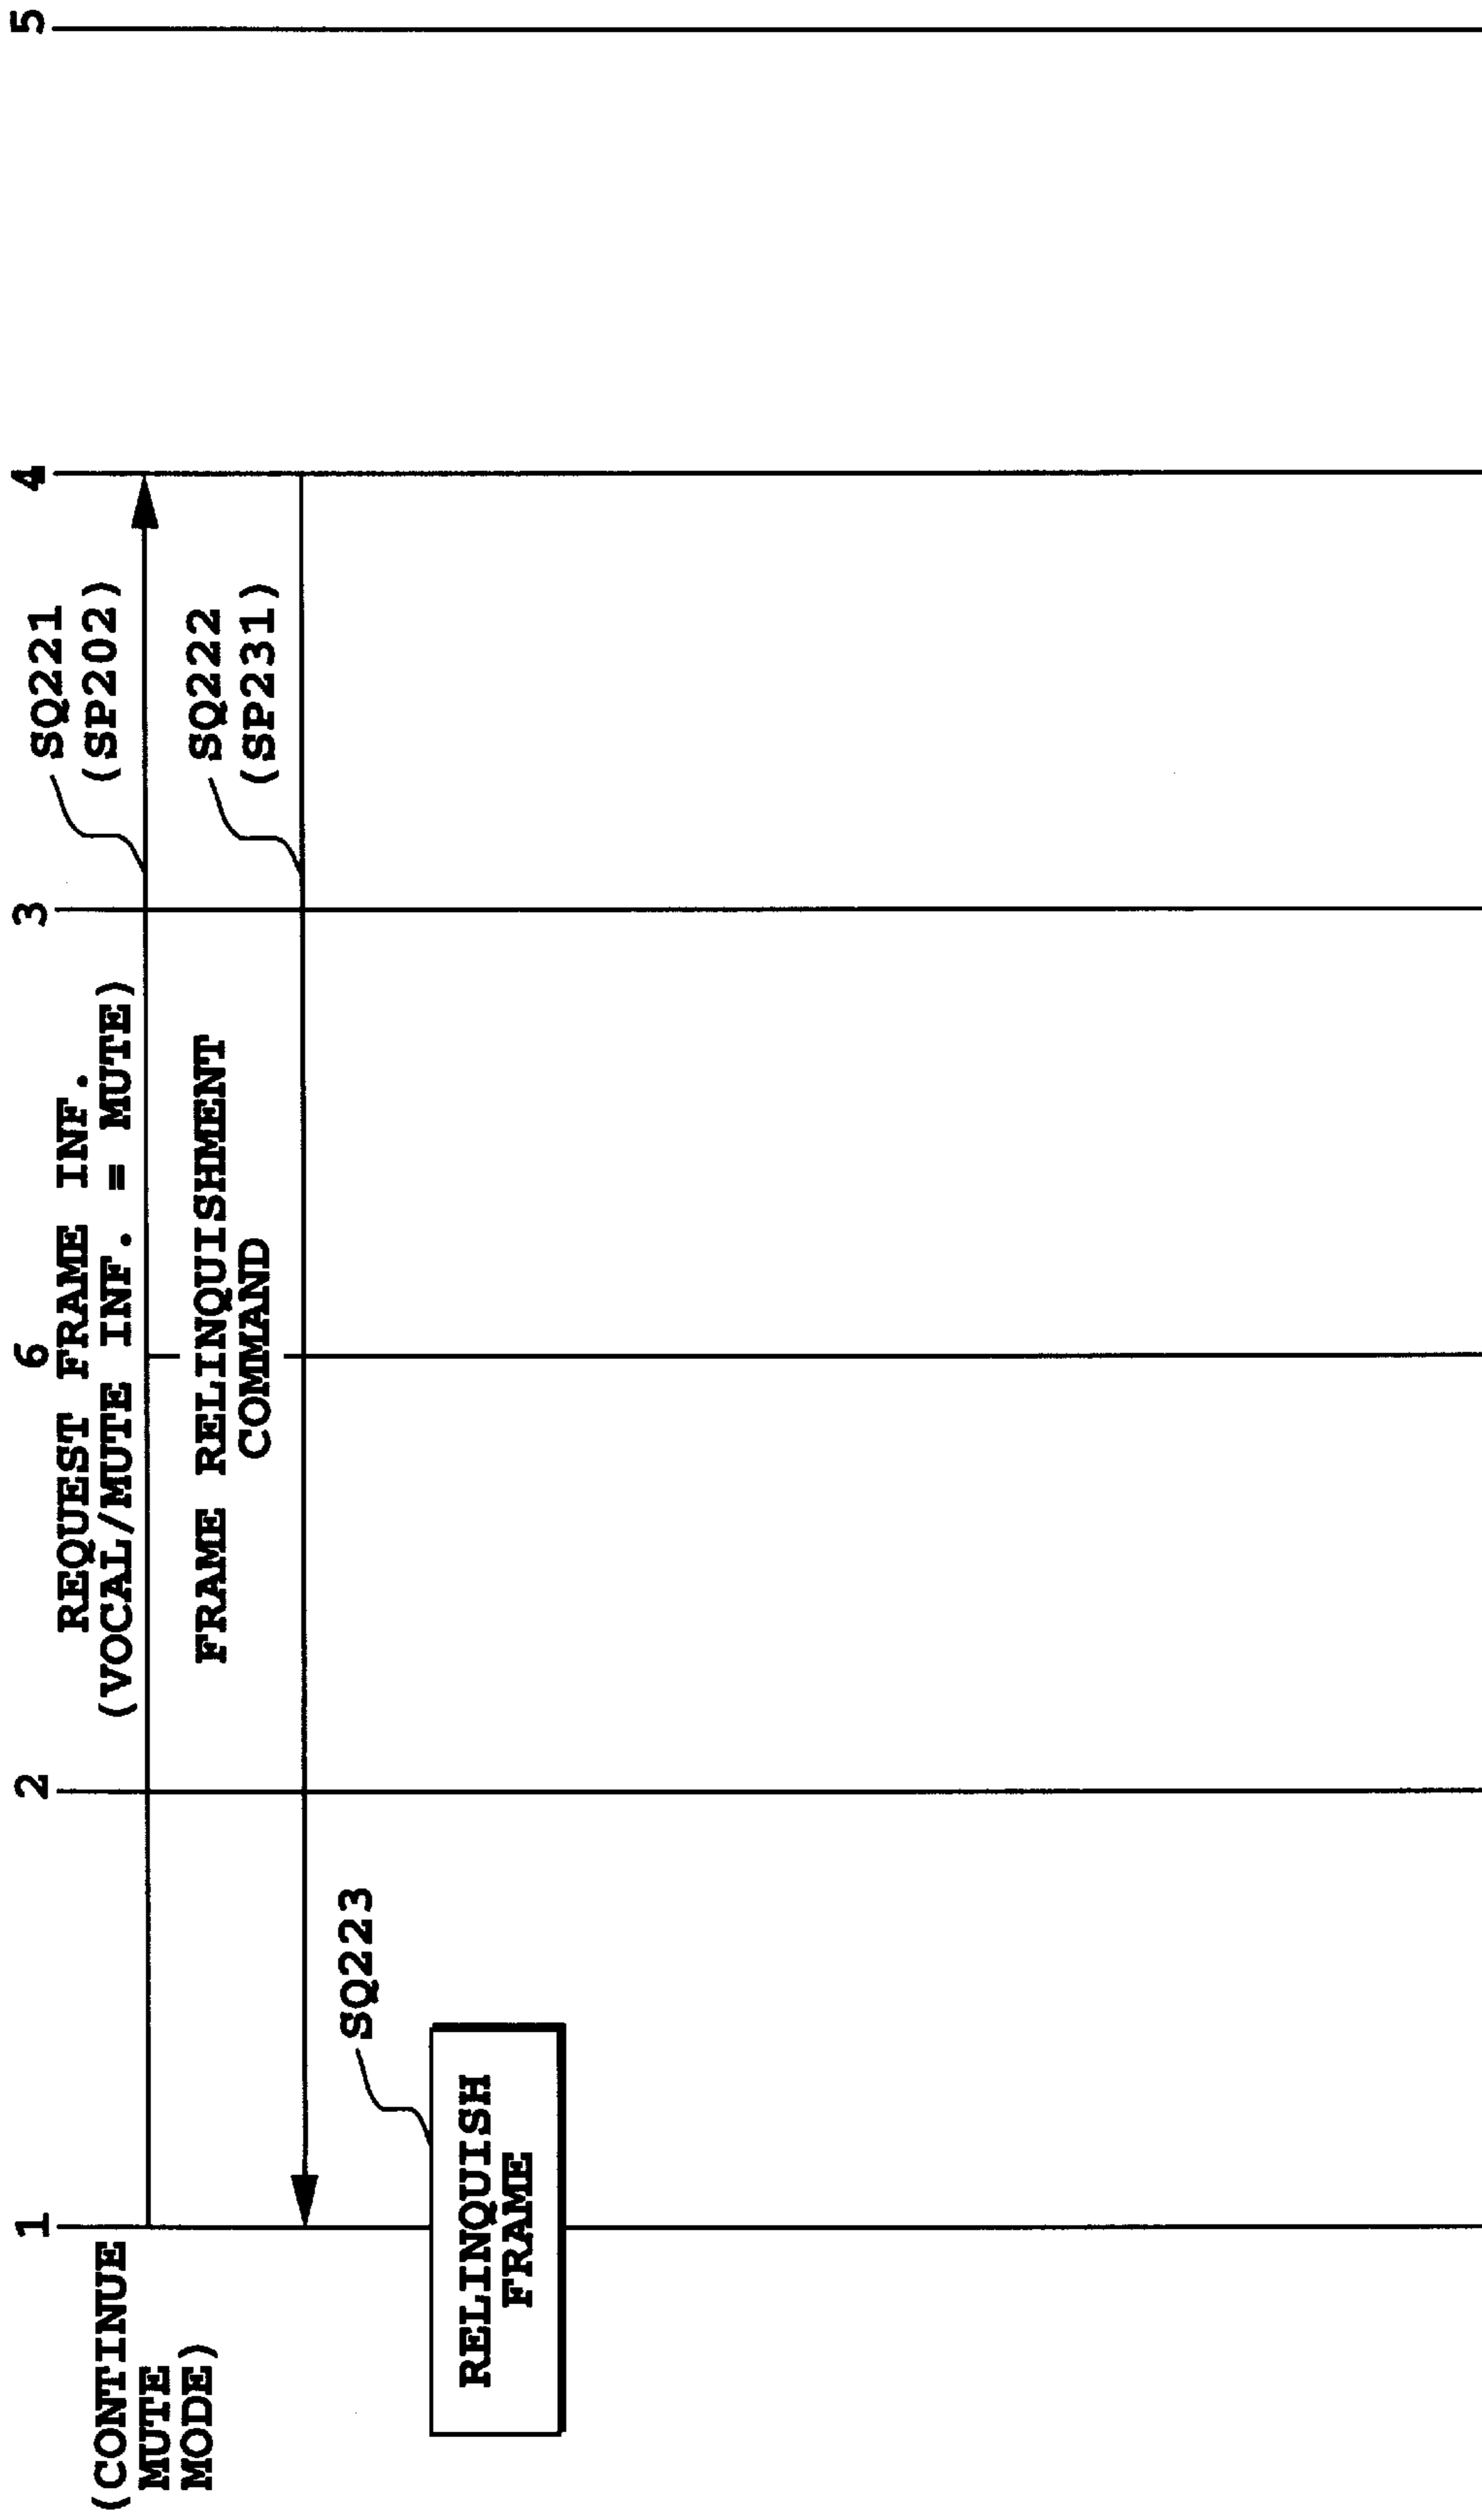 1
2
6
3
4
5
(CONTINUE
MUTE
MODE)
REQUEST FRAME INF.
(VOCAL/MUTE INF. = MUTE)
SQ221
(SP202)
FRAME RELINQUISHMENT
COMMAND
SQ222
(SP231)
SQ223
RELINQUISH
FRAME